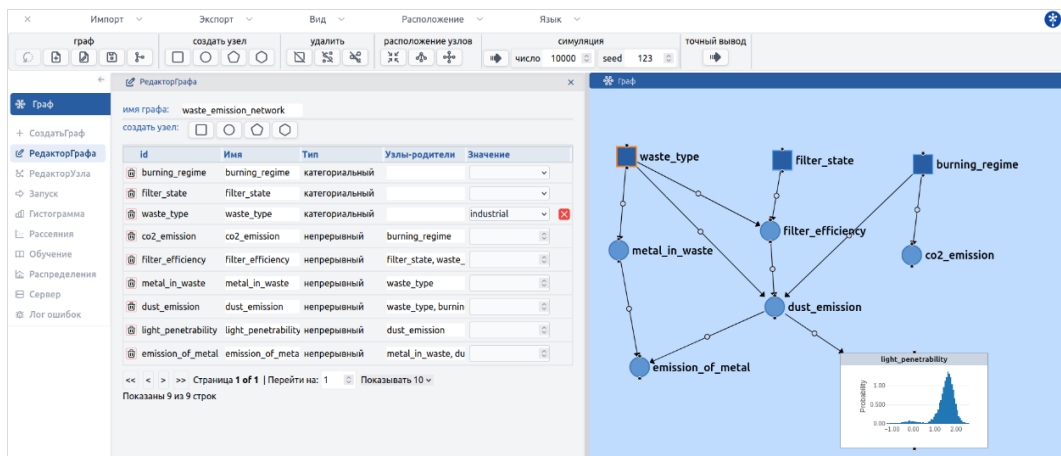 × Импорт Экспорт Вид Расположение Язык
граф создать узел удалить расположение узлов симуляция точный вывод
число 10000 seed 123
РедакторГрафа × Граф
Граф
имя графа: waste_emission_network
создать узел:
СоздатьГраф
РедакторГрафа
РедакторУзла
Запуск
Гистограмма
Рассеяния
Обучение
Распределения
Сервер
Лог ошибок
id Имя Тип Узлы-родители Значение
burning_regime burning_regime категориальный
filter_state filter_state категориальный
waste_type waste_type категориальный industrial
co2_emission co2_emission непрерывный burning_regime
filter_efficiency filter_efficiency непрерывный filter_state, waste_
metal_in_waste metal_in_waste непрерывный waste_type
dust_emission dust_emission непрерывный waste_type, burnin
light_penetrability light_penetrability непрерывный dust_emission
emission_of_metal emission_of_meta непрерывный metal_in_waste, du
<< < > >> Страница 1 of 1 | Перейти на: 1 Показывать 10
Показаны 9 из 9 строк
waste_type filter_state burning_regime
filter_efficiency
metal_in_waste co2_emission
dust_emission
emission_of_metal
light_penetrability
Probability
1.00
0.500
0.00
−1.00 0.00 1.00 2.00